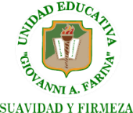 UNIDAD EDUCATIVA
"GIOVANNI A. FARINA"
SUAVIDAD Y FIRMEZA